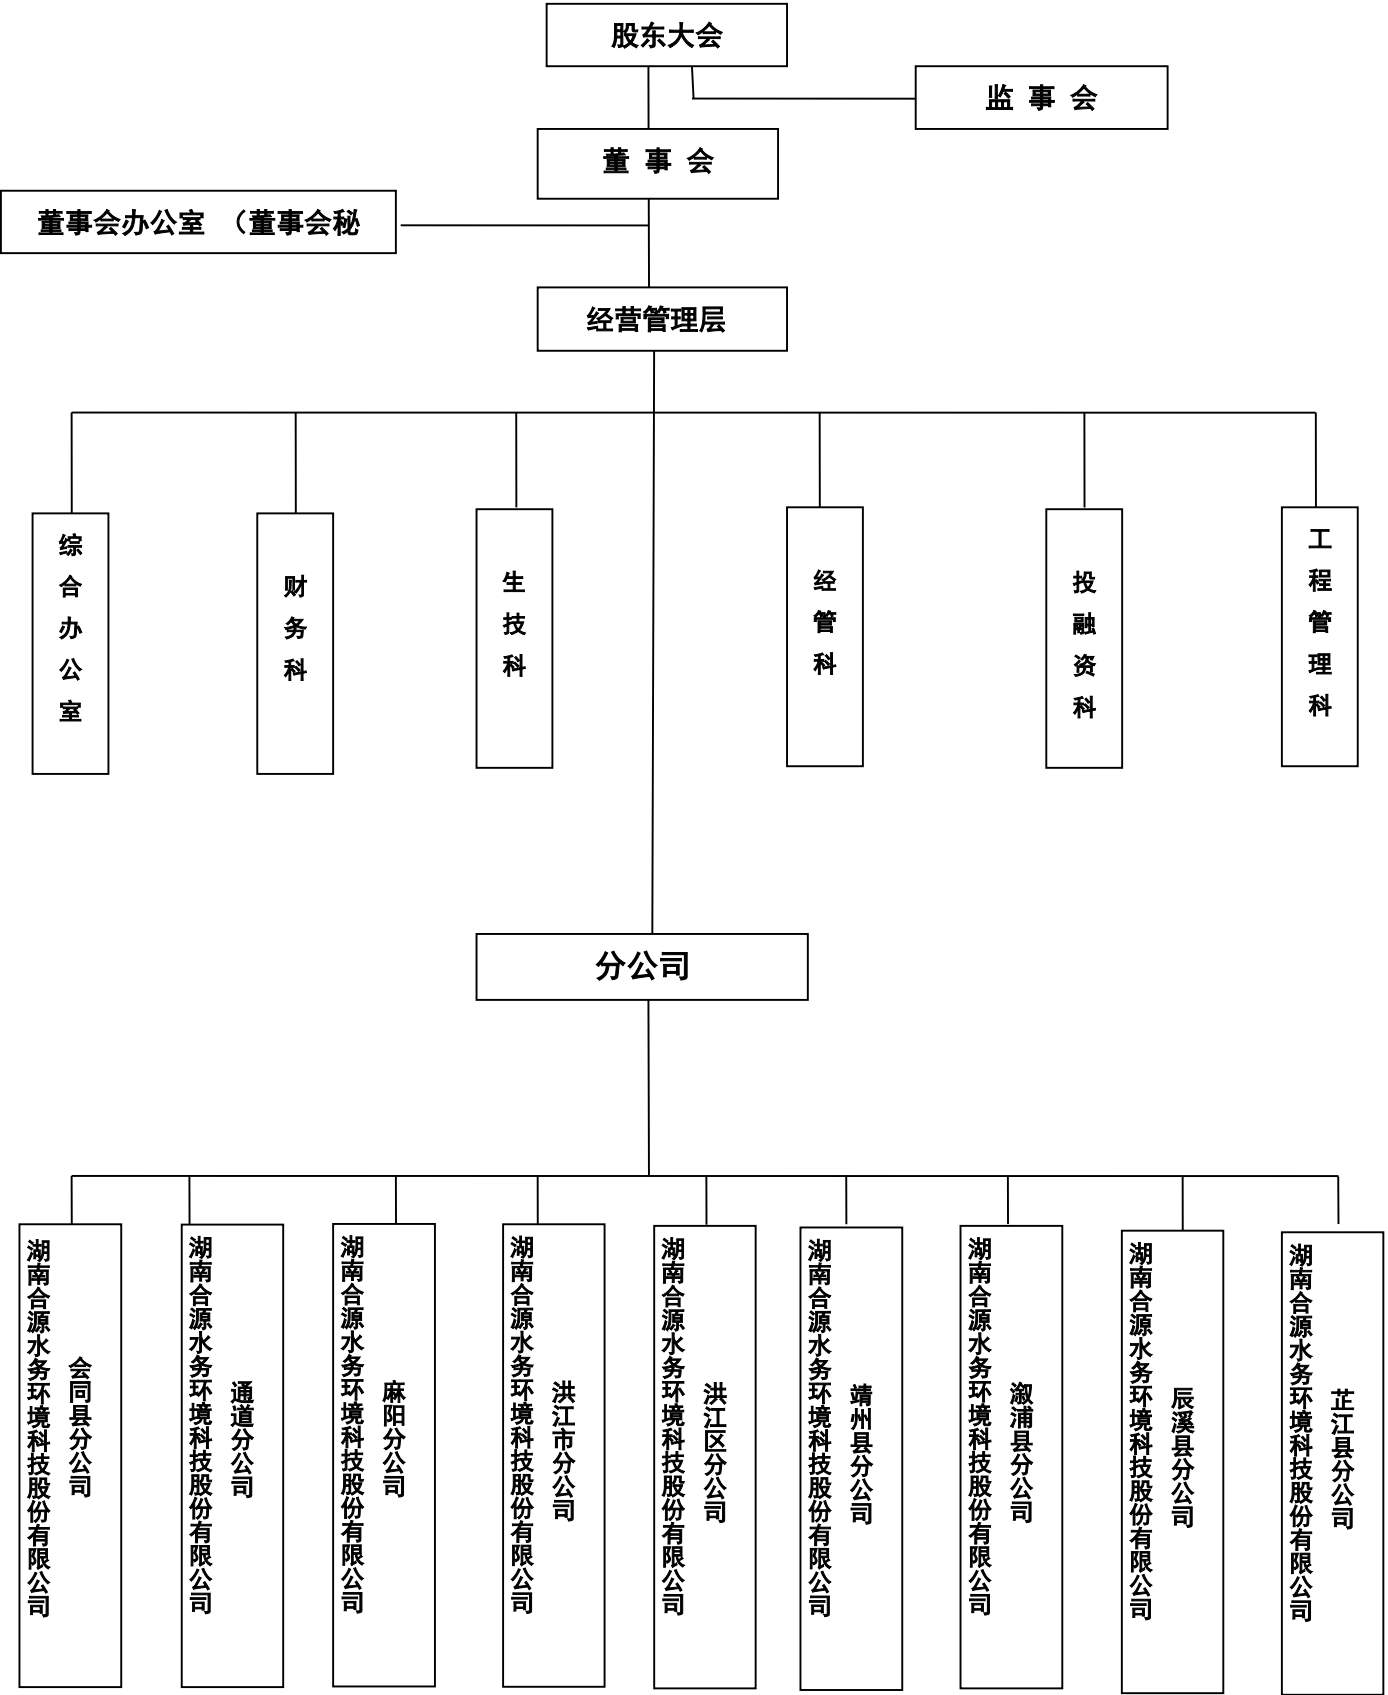 股东大会
监 事 会
董 事 会
董事会办公室 （董事会秘
经营管理层
综合办公室
财务科
生技科
经管科
投融资科
工程管理科
分公司
湖南合源水务环境科技股份有限公司
会同县分公司
湖南合源水务环境科技股份有限公司
通道分公司
湖南合源水务环境科技股份有限公司
麻阳分公司
湖南合源水务环境科技股份有限公司
洪江市分公司
湖南合源水务环境科技股份有限公司
洪江区分公司
湖南合源水务环境科技股份有限公司
靖州县分公司
湖南合源水务环境科技股份有限公司
溆浦县分公司
湖南合源水务环境科技股份有限公司
辰溪县分公司
湖南合源水务环境科技股份有限公司
芷江县分公司